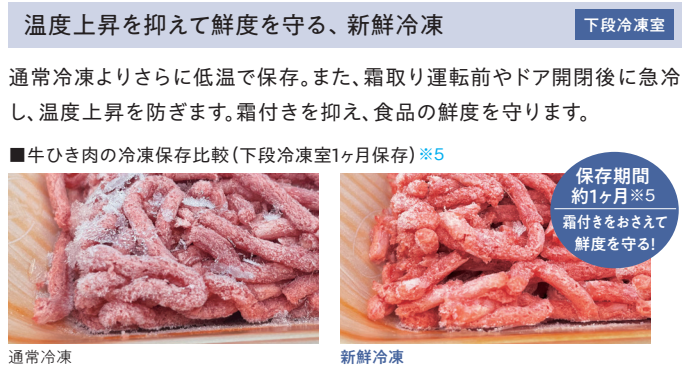 温度上昇を抑えて鮮度を守る、新鮮冷凍
下段冷凍室
通常冷凍よりさらに低温で保存。また、霜取り運転前やドア開閉後に急冷
し、温度上昇を防ぎます。霜付きを抑え、食品の鮮度を守ります。
■牛ひき肉の冷凍保存比較(下段冷凍室1ヶ月保存)※5
保存期間
約1ヶ月※5
霜付きをおさえて
鮮度を守る!
通常冷凍
新鮮冷凍